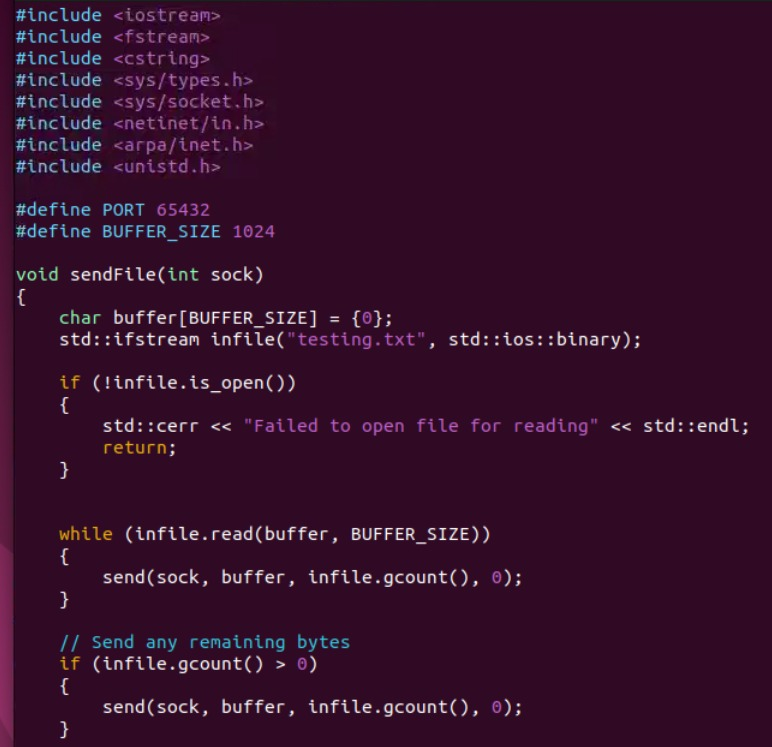 #include <iostream>
#include <fstream>
#include <cstring>
#include <sys/types.h>
#include <sys/socket.h>
#include <netinet/in.h>
#include <arpa/inet.h>
#include <unistd.h>

#define PORT 65432
#define BUFFER_SIZE 1024

void sendFile(int sock)
{
    char buffer[BUFFER_SIZE] = {0};
    std::ifstream infile("testing.txt", std::ios::binary);

    if (!infile.is_open())
    {
        std::cerr << "Failed to open file for reading" << std::endl;
        return;
    }


    while (infile.read(buffer, BUFFER_SIZE))
    {
        send(sock, buffer, infile.gcount(), 0);
    }

    // Send any remaining bytes
    if (infile.gcount() > 0)
    {
        send(sock, buffer, infile.gcount(), 0);
    }